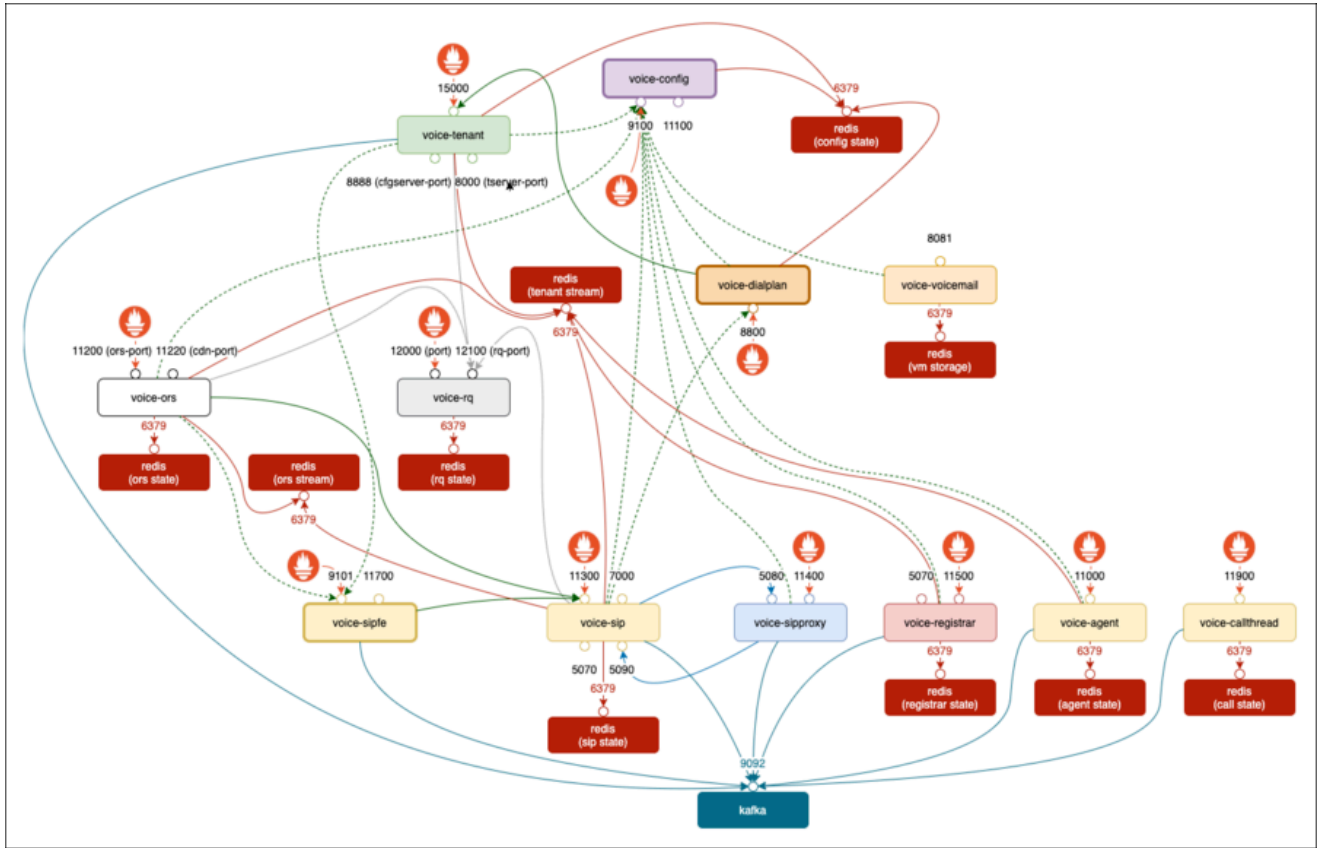 15000
voice-tenant
8888 (cfgserver-port)
8000 (tserver-port)
voice-config
9100
11100
6379
redis
(config state)
redis
(tenant stream)
6379
voice-dialplan
8800
8081
voice-voicemail
6379
redis
(vm storage)
11200 (ors-port)
11220 (cdn-port)
voice-ors
6379
redis
(ors state)
redis
(ors stream)
6379
12000 (port)
12100 (rq-port)
voice-rq
6379
redis
(rq state)
9101
11700
voice-sipfe
11300
7000
voice-sip
5070
5090
6379
redis
(sip state)
5080
11400
voice-sipproxy
5070
11500
voice-registrar
6379
redis
(registrar state)
11000
voice-agent
6379
redis
(agent state)
11900
voice-callthread
6379
redis
(call state)
9092
kafka